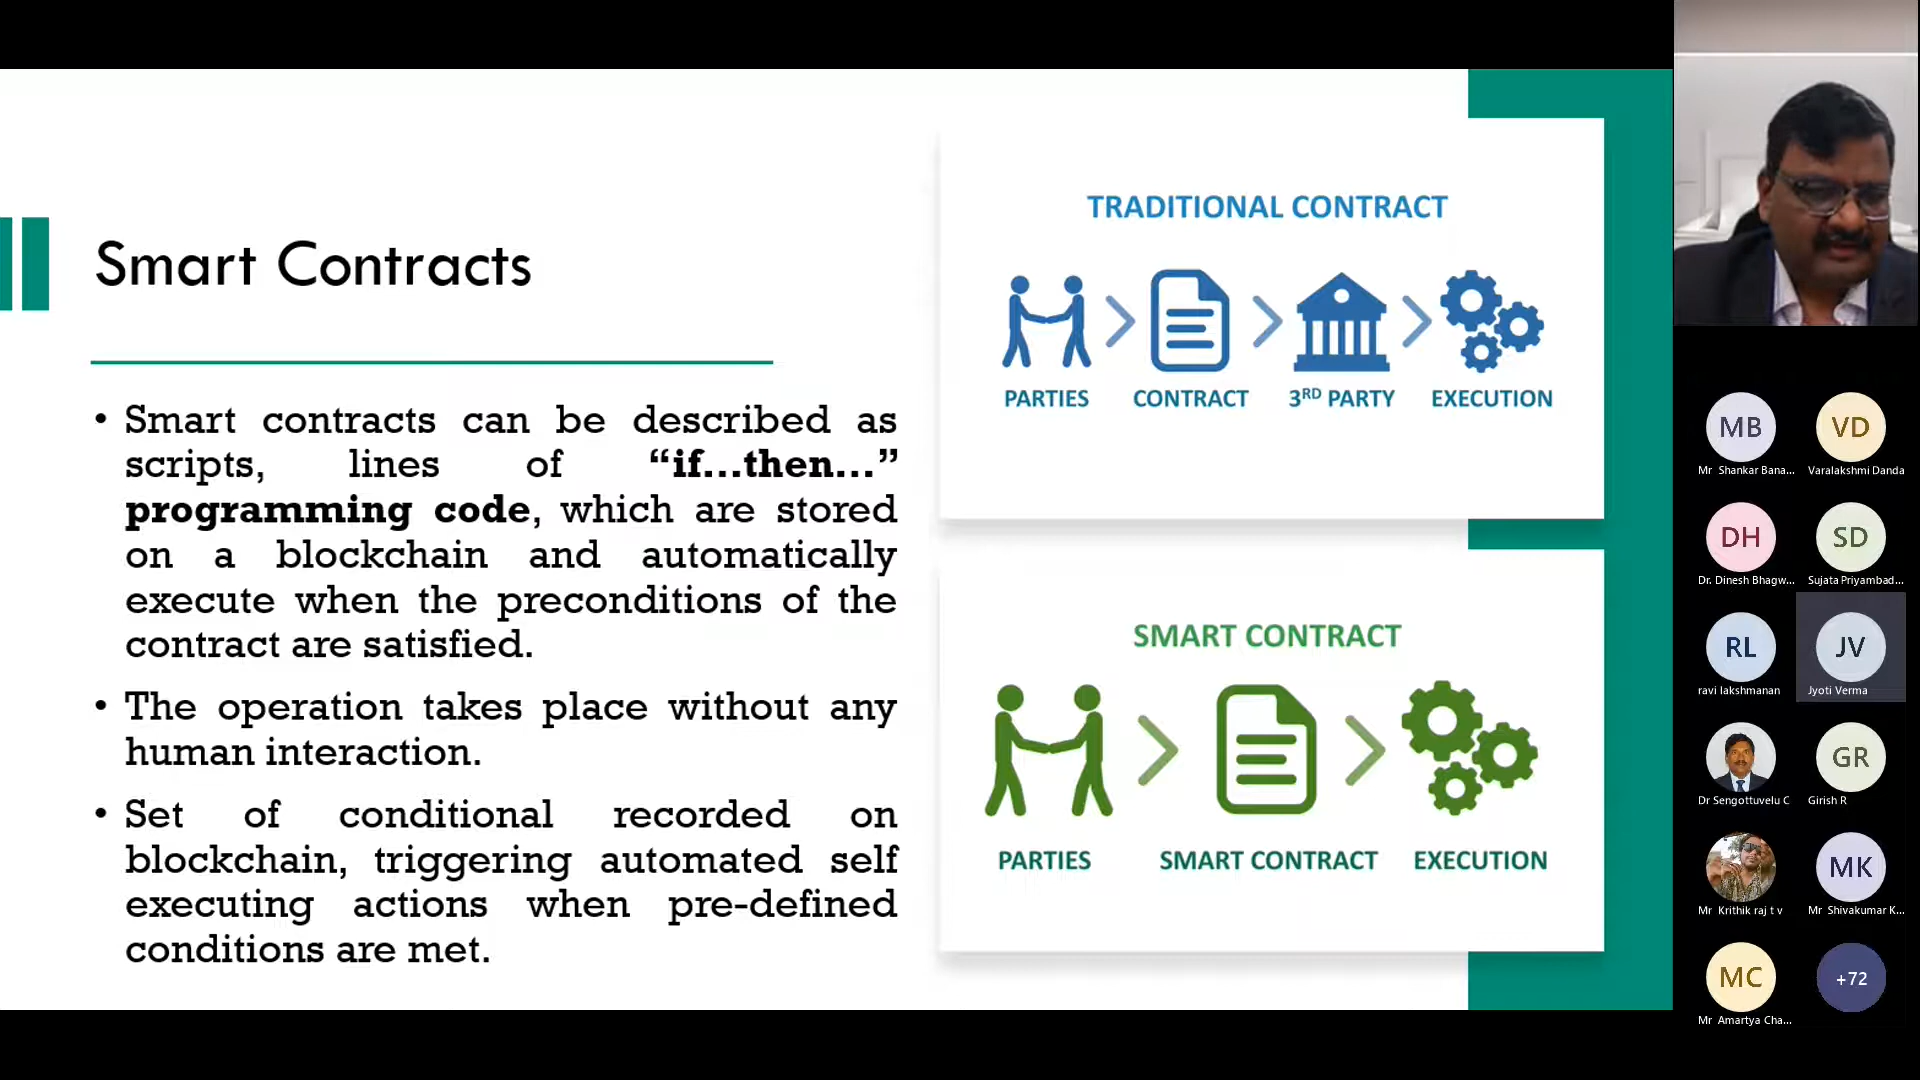 Smart Contracts
• Smart contracts can be described as
scripts, lines of “if…then…”
programming code, which are stored
on a blockchain and automatically
execute when the preconditions of the
contract are satisfied.
• The operation takes place without any
human interaction.
• Set of conditional recorded on
blockchain, triggering automated self
executing actions when pre-defined
conditions are met.
TRADITIONAL CONTRACT
PARTIES CONTRACT 3RD PARTY EXECUTION
SMART CONTRACT
PARTIES SMART CONTRACT EXECUTION
MB VD
Mr Shankar Bana... Varalakshmi Danda
DH SD
Dr. Dinesh Bhagw... Sujata Priyambad...
RL JV
ravi lakshmanan Jyoti Verma
GR
Dr Sengottuvelu C Girish R
MK
Mr Krithik raj t v Mr Shivakumar K...
MC +72
Mr Amartya Cha...